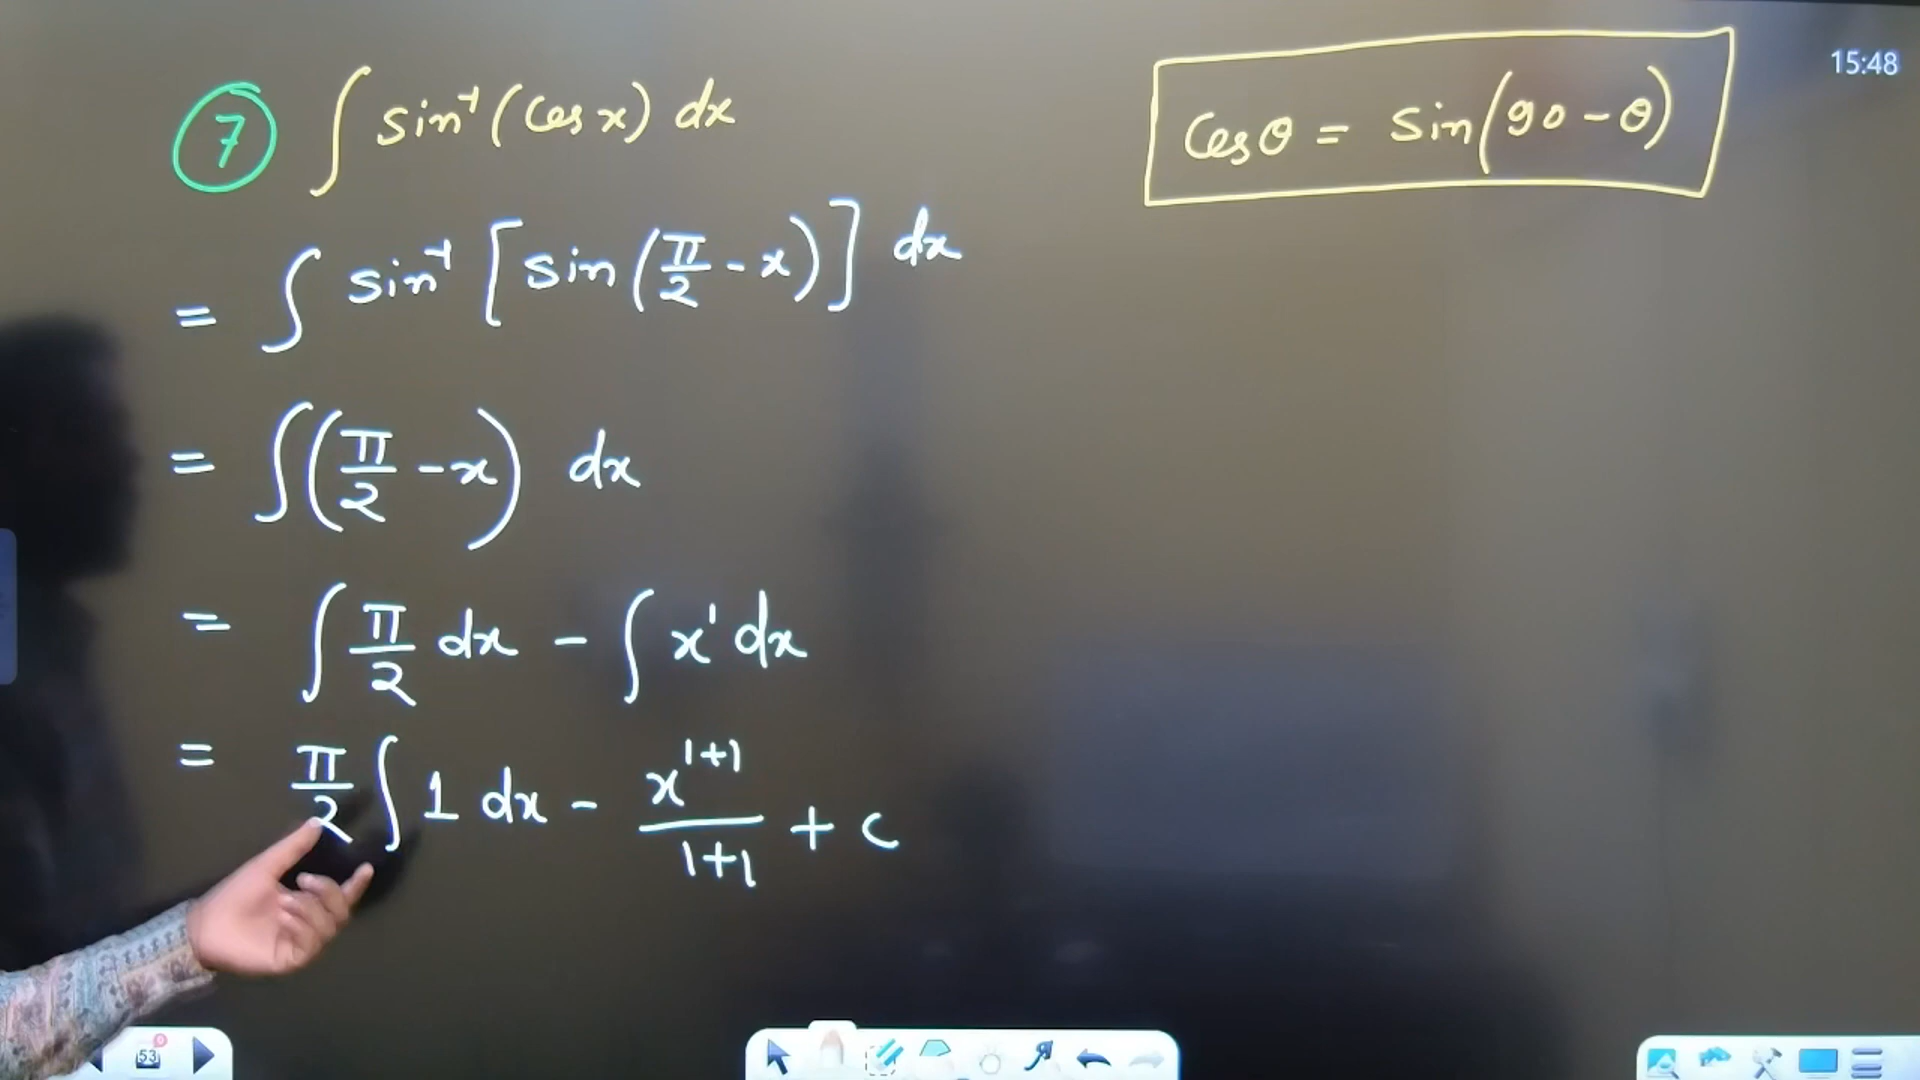 15:48
7 ∫ sin⁻¹ (cos x) dx
cosθ = sin(90 − θ)
= ∫ sin⁻¹ [sin (π/2 − x)] dx
= ∫ (π/2 − x) dx
= ∫ π/2 dx − ∫ x¹ dx
= π/2 ∫ 1 dx − x¹⁺¹/1+1 + c
53